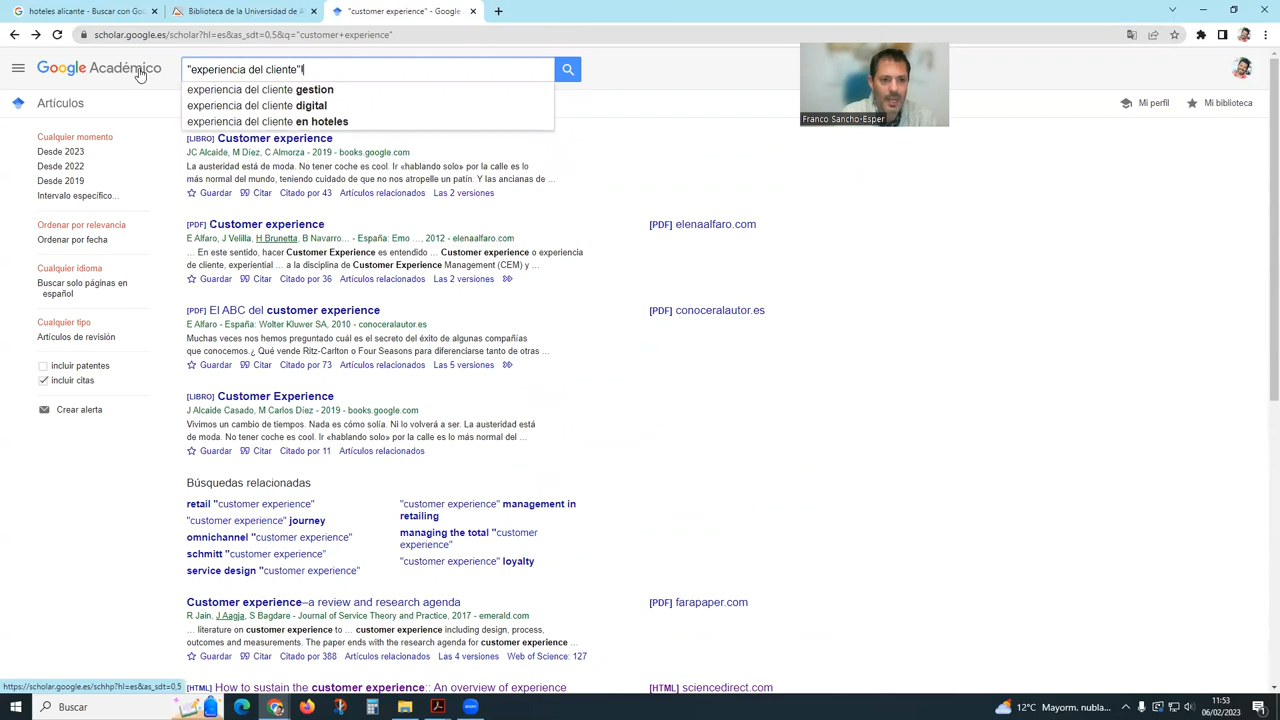 hoteles alicante - Buscar con Goo
Biblioteca de la Universidad de A
"customer experience" - Google
scholar.google.es/scholar?hl=es&as_sdt=0,5&q="customer+experience"
Google Académico
"experiencia del cliente"
experiencia del cliente gestion
experiencia del cliente digital
experiencia del cliente en hoteles
Franco Sancho-Esper
Artículos
Mi perfil
Mi biblioteca
Cualquier momento
Desde 2023
Desde 2022
Desde 2019
Intervalo específico...
Ordenar por relevancia
Ordenar por fecha
Cualquier idioma
Buscar solo páginas en
español
Cualquier tipo
Artículos de revisión
incluir patentes
incluir citas
Crear alerta
[LIBRO] Customer experience
JC Alcaide, M Díez, C Almorza - 2019 - books.google.com
La austeridad está de moda. No tener coche es cool. Ir «hablando solo» por la calle es lo
más normal del mundo, teniendo cuidado de que no nos atropelle un patín. Y las ancianas de ...
Guardar Citar Citado por 43 Artículos relacionados Las 2 versiones
[PDF] Customer experience
E Alfaro, J Velilla, H Brunetta, B Navarro... - España: Emo ..., 2012 - elenaalfaro.com
... En este sentido, hacer Customer Experience es entendido ... Customer experience o experiencia
de cliente, experiential ... a la disciplina de Customer Experience Management (CEM) y ...
Guardar Citar Citado por 36 Artículos relacionados Las 2 versiones
[PDF] elenaalfaro.com
[PDF] El ABC del customer experience
E Alfaro - España: Wolter Kluwer SA, 2010 - conoceralautor.es
Muchas veces nos hemos preguntado cuál es el secreto del éxito de algunas compañías
que conocemos.¿ Qué vende Ritz-Carlton o Four Seasons para diferenciarse tanto de otras ...
Guardar Citar Citado por 73 Artículos relacionados Las 5 versiones
[PDF] conoceralautor.es
[LIBRO] Customer Experience
J Alcaide Casado, M Carlos Díez - 2019 - books.google.com
Vivimos un cambio de tiempos. Nada es cómo solía. Ni lo volverá a ser. La austeridad
está de moda. No tener coche es cool. Ir «hablando solo» por la calle es lo más normal del ...
Guardar Citar Citado por 11 Artículos relacionados
Búsquedas relacionadas
retail "customer experience"
"customer experience" journey
omnichannel "customer experience"
schmitt "customer experience"
service design "customer experience"
"customer experience" management in
retailing
managing the total "customer
experience"
"customer experience" loyalty
Customer experience–a review and research agenda
R Jain, J Aagja, S Bagdare - Journal of Service Theory and Practice, 2017 - emerald.com
... literature on customer experience to ... customer experience including design, process,
outcomes and measurements. The paper ends with the research agenda for customer experience ...
Guardar Citar Citado por 388 Artículos relacionados Las 4 versiones Web of Science: 127
[PDF] farapaper.com
[HTML] How to sustain the customer experience:: An overview of experience
[HTML] sciencedirect.com
https://scholar.google.es/schhp?hl=es&as_sdt=0,5
Buscar
zoom
12°C Mayorm. nubla...
11:53
06/02/2023